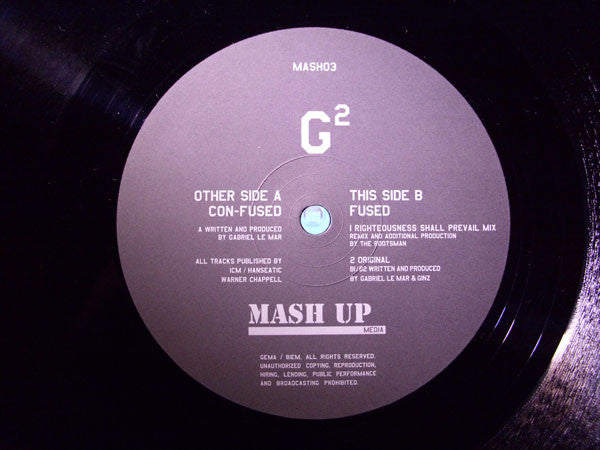 MASH03
G²
OTHER SIDE A
CON-FUSED
A WRITTEN AND PRODUCED
BY GABRIEL LE MAR
ALL TRACKS PUBLISHED BY
ICM / HANSEATIC
WARNER CHAPPELL
THIS SIDE B
FUSED
1 RIGHTEOUSNESS SHALL PREVAIL MIX
REMIX AND ADDITIONAL PRODUCTION
BY THE ROOTSMAN
2 ORIGINAL
B1/B2 WRITTEN AND PRODUCED
BY GABRIEL LE MAR & GINZ
MASH UP
MEDIA
GEMA / BIEM, ALL RIGHTS RESERVED.
UNAUTHORIZED COPYING, REPRODUCTION,
HIRING, LENDING, PUBLIC PERFORMANCE
AND BROADCASTING PROHIBITED.